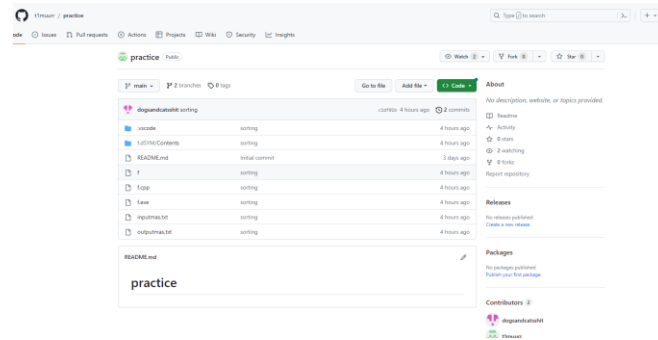 t1muurr / practice
Type / to search
Code Issues Pull requests Actions Projects Wiki Security Insights
practice Public
Watch 2 Fork 0 Star 0
main 2 branches 0 tags Go to file Add file Code
dogsandcatsshit sorting 4 hours ago 2 commits
.vscode sorting 4 hours ago
f.dSYM/Contents sorting 4 hours ago
README.md Initial commit 3 days ago
f sorting 4 hours ago
f.cpp sorting 4 hours ago
f.exe sorting 4 hours ago
inputmas.txt sorting 4 hours ago
outputmas.txt sorting 4 hours ago
README.md
practice
About
No description, website, or topics provided.
Readme
Activity
0 stars
2 watching
0 forks
Report repository
Releases
No releases published
Create a new release
Packages
No packages published
Publish your first package
Contributors 2
dogsandcatsshit
t1muurr